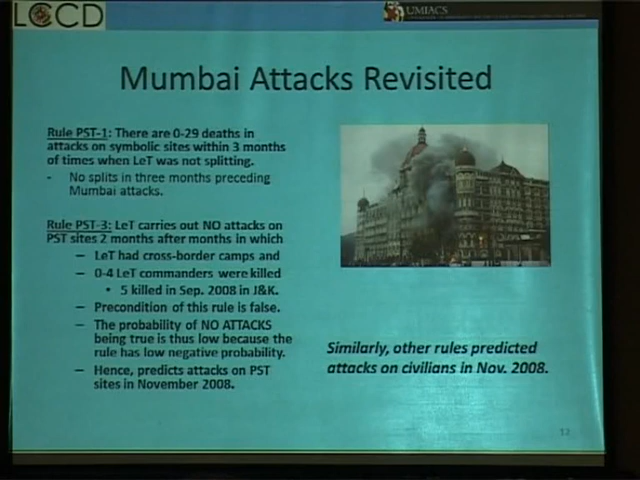 LCCD
UMIACS
Mumbai Attacks Revisited
Rule PST-1: There are 0-29 deaths in
attacks on symbolic sites within 3 months
of times when LeT was not splitting.
- No splits in three months preceding
Mumbai attacks.
Rule PST-3: LeT carries out NO attacks on
PST sites 2 months after months in which
– LeT had cross-border camps and
– 0-4 LeT commanders were killed
• 5 killed in Sep. 2008 in J&K.
– Precondition of this rule is false.
– The probability of NO ATTACKS
being true is thus low because the
rule has low negative probability.
– Hence, predicts attacks on PST
sites in November 2008.
Similarly, other rules predicted
attacks on civilians in Nov. 2008.
12